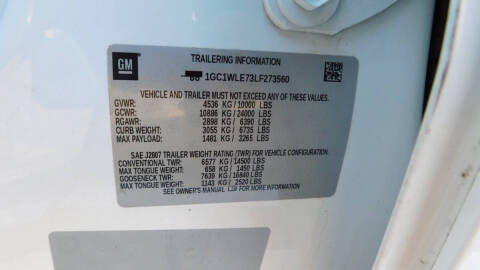 GM
TRAILERING INFORMATION
1GC1WLE73LF273560
VEHICLE AND TRAILER MUST NOT EXCEED ANY OF THESE VALUES.
GVWR: 4536 KG/10000 LBS
GCWR: 10886 KG/24000 LBS
RGAWR: 2898 KG/ 6390 LBS
CURB WEIGHT: 3055 KG/ 6735 LBS
MAX PAYLOAD: 1481 KG/ 3265 LBS
SAE J2807 TRAILER WEIGHT RATING (TWR) FOR VEHICLE CONFIGURATION.
CONVENTIONAL TWR: 6577 KG/14500 LBS
MAX TONGUE WEIGHT: 658 KG/ 1450 LBS
GOOSENECK TWR: 7639 KG/16840 LBS
MAX TONGUE WEIGHT: 1143 KG/ 2520 LBS
SEE OWNER'S MANUAL FOR MORE INFORMATION